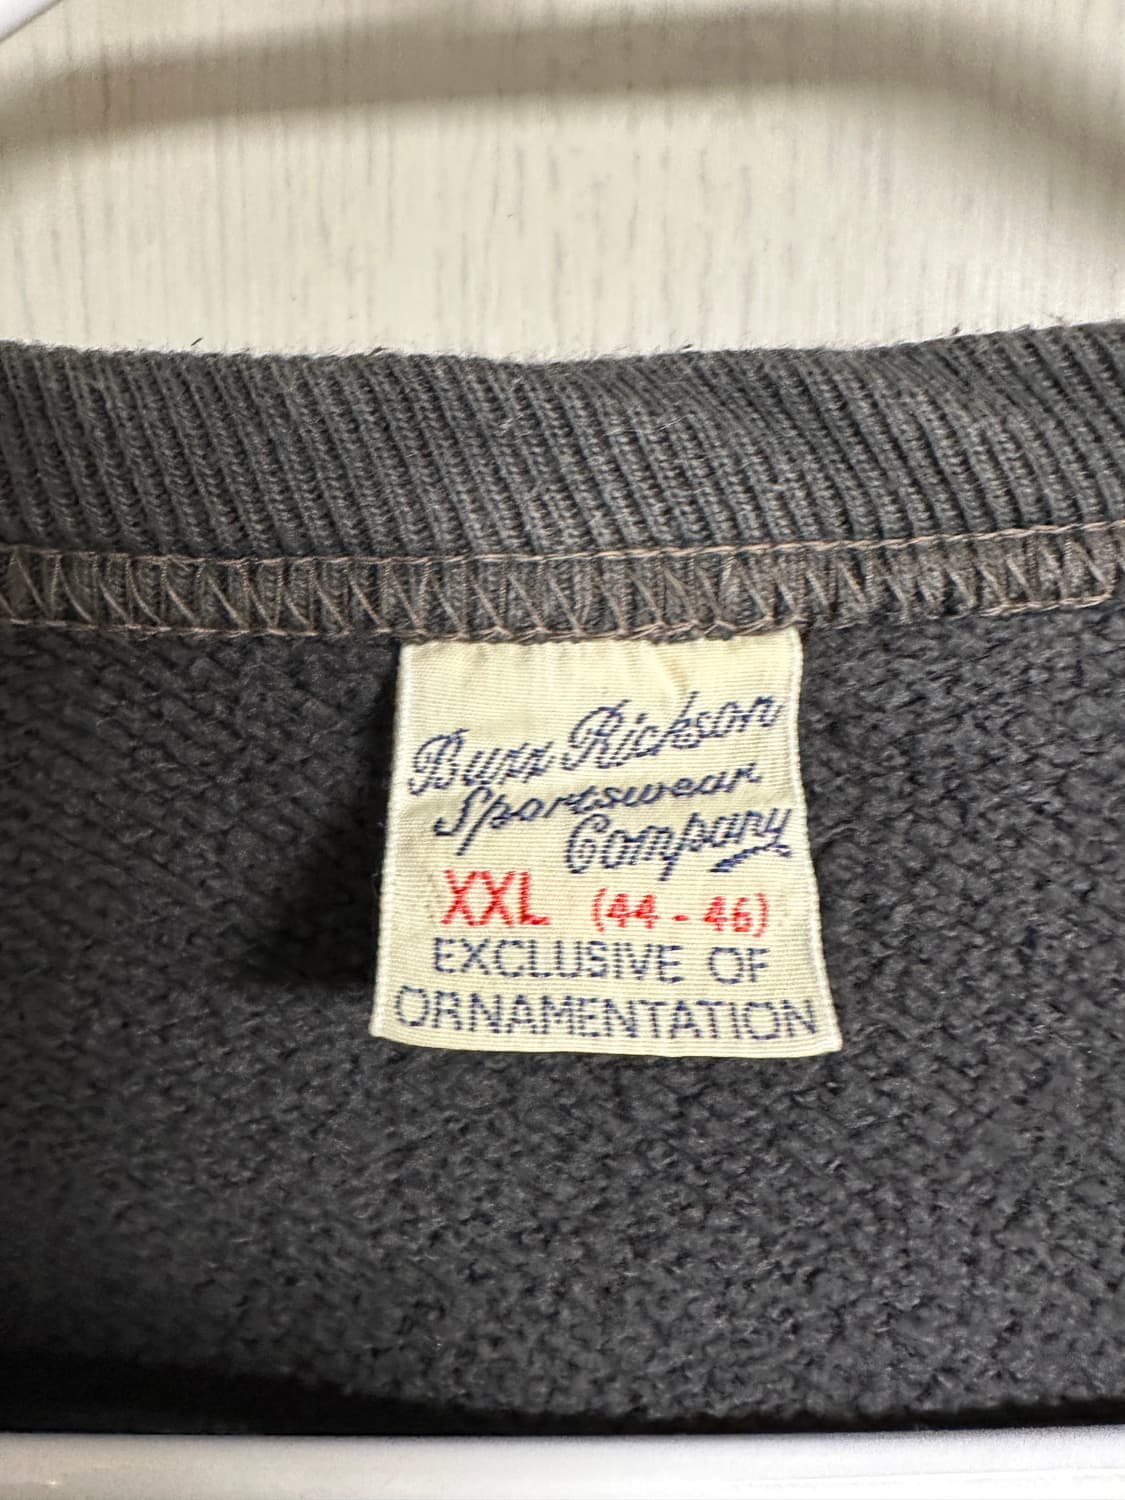 Buzz Rickson
Sportswear
Company
XXL (44-46)
EXCLUSIVE OF
ORNAMENTATION